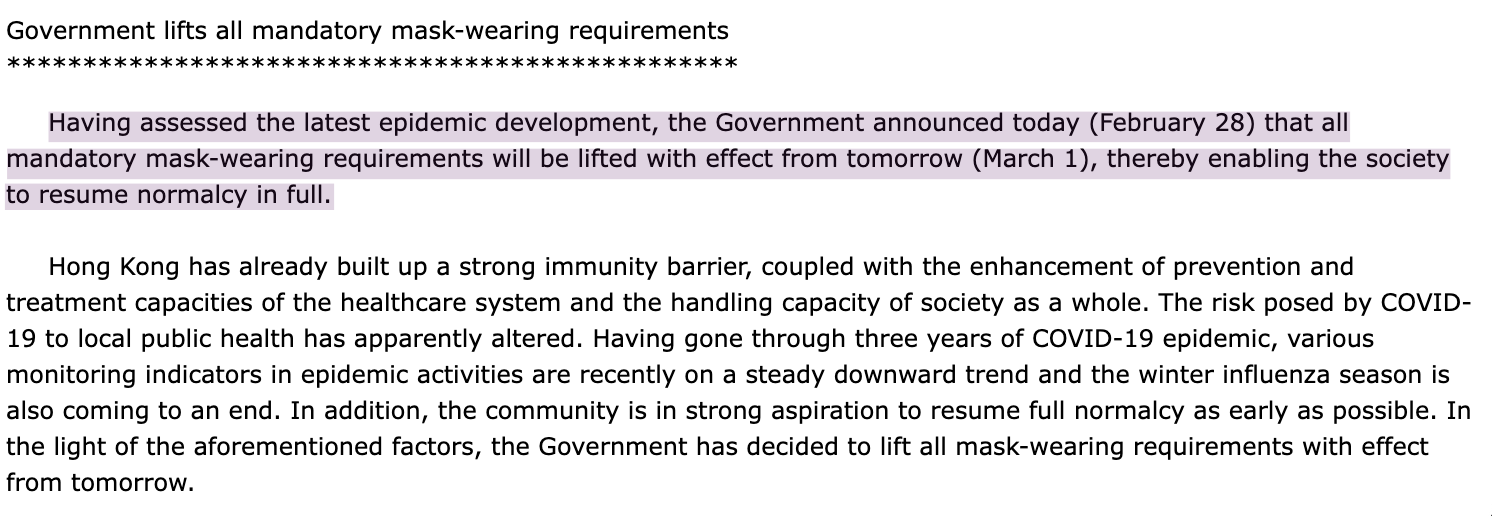 Government lifts all mandatory mask-wearing requirements
************************************************
Having assessed the latest epidemic development, the Government announced today (February 28) that all
mandatory mask-wearing requirements will be lifted with effect from tomorrow (March 1), thereby enabling the society
to resume normalcy in full.
Hong Kong has already built up a strong immunity barrier, coupled with the enhancement of prevention and
treatment capacities of the healthcare system and the handling capacity of society as a whole. The risk posed by COVID-
19 to local public health has apparently altered. Having gone through three years of COVID-19 epidemic, various
monitoring indicators in epidemic activities are recently on a steady downward trend and the winter influenza season is
also coming to an end. In addition, the community is in strong aspiration to resume full normalcy as early as possible. In
the light of the aforementioned factors, the Government has decided to lift all mask-wearing requirements with effect
from tomorrow.